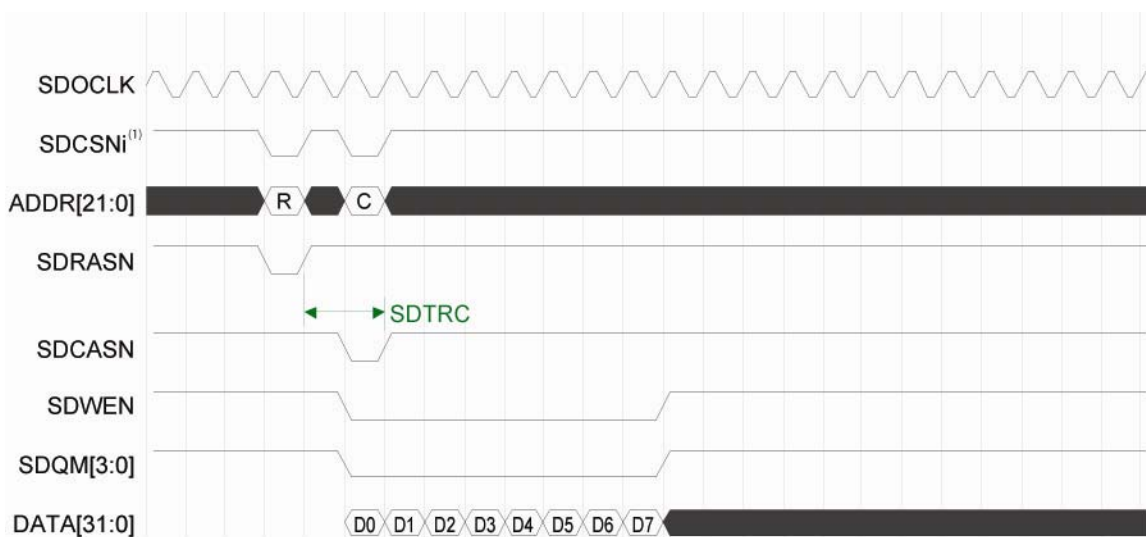 SDOCLK
SDCSNi(1)
ADDR[21:0] R C
SDRASN
SDTRC
SDCASN
SDWEN
SDQM[3:0]
DATA[31:0] D0 D1 D2 D3 D4 D5 D6 D7